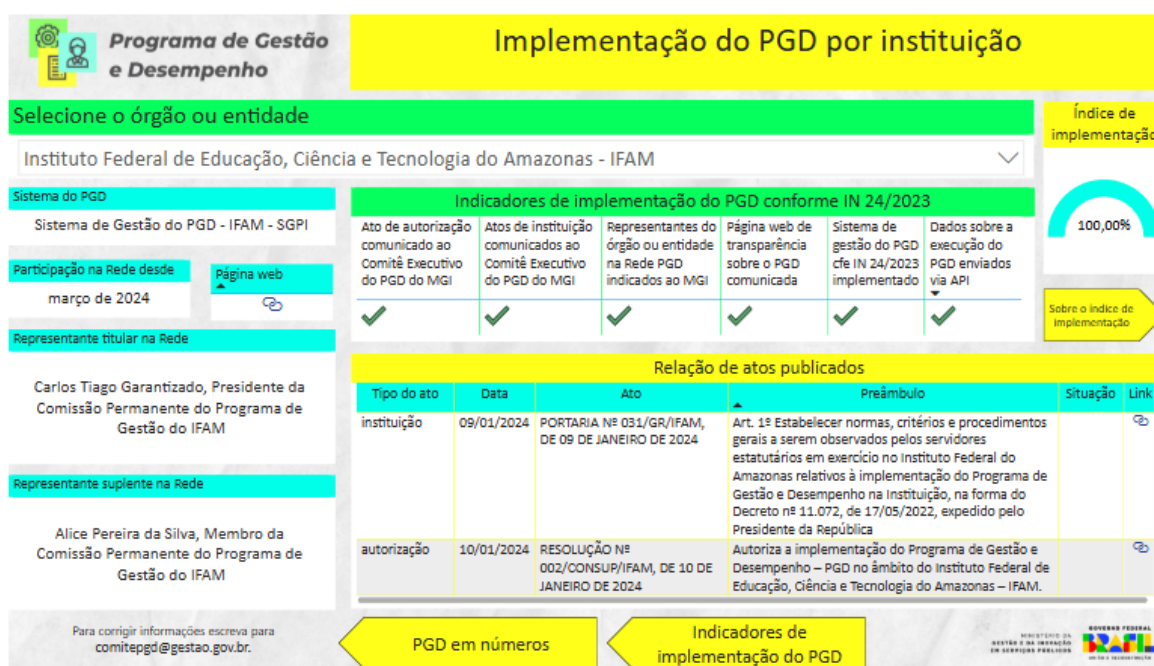 Programa de Gestão
e Desempenho
Implementação do PGD por instituição
Selecione o órgão ou entidade
Instituto Federal de Educação, Ciência e Tecnologia do Amazonas - IFAM
Índice de
implementação
100,00%
Sobre o índice de
implementação
Sistema do PGD
Sistema de Gestão do PGD - IFAM - SGPI
Participação na Rede desde
março de 2024
Página web
Representante titular na Rede
Carlos Tiago Garantizado, Presidente da
Comissão Permanente do Programa de
Gestão do IFAM
Representante suplente na Rede
Alice Pereira da Silva, Membro da
Comissão Permanente do Programa de
Gestão do IFAM
Indicadores de implementação do PGD conforme IN 24/2023
Ato de autorização
comunicado ao
Comitê Executivo
do PGD do MGI
Atos de instituição
comunicados ao
Comitê Executivo
do PGD do MGI
Representantes do
órgão ou entidade
na Rede PGD
indicados ao MGI
Página web de
transparência
sobre o PGD
comunicada
Sistema de
gestão do PGD
cfe IN 24/2023
implementado
Dados sobre a
execução do
PGD enviados
via API
Relação de atos publicados
Tipo do ato
Data
Ato
Preâmbulo
Situação
Link
instituição
09/01/2024
PORTARIA Nº 031/GR/IFAM,
DE 09 DE JANEIRO DE 2024
Art. 1º Estabelecer normas, critérios e procedimentos
gerais a serem observados pelos servidores
estatutários em exercício no Instituto Federal do
Amazonas relativos à implementação do Programa de
Gestão e Desempenho na Instituição, na forma do
Decreto nº 11.072, de 17/05/2022, expedido pelo
Presidente da República
autorização
10/01/2024
RESOLUÇÃO Nº
002/CONSUP/IFAM, DE 10 DE
JANEIRO DE 2024
Autoriza a implementação do Programa de Gestão e
Desempenho – PGD no âmbito do Instituto Federal de
Educação, Ciência e Tecnologia do Amazonas – IFAM.
Para corrigir informações escreva para
comitepgd@gestao.gov.br.
PGD em números
Indicadores de
implementação do PGD
MINISTÉRIO DA
GESTÃO E DA INOVAÇÃO
EM SERVIÇOS PÚBLICOS
GOVERNO FEDERAL
BRASIL
UNIÃO E RECONSTRUÇÃO